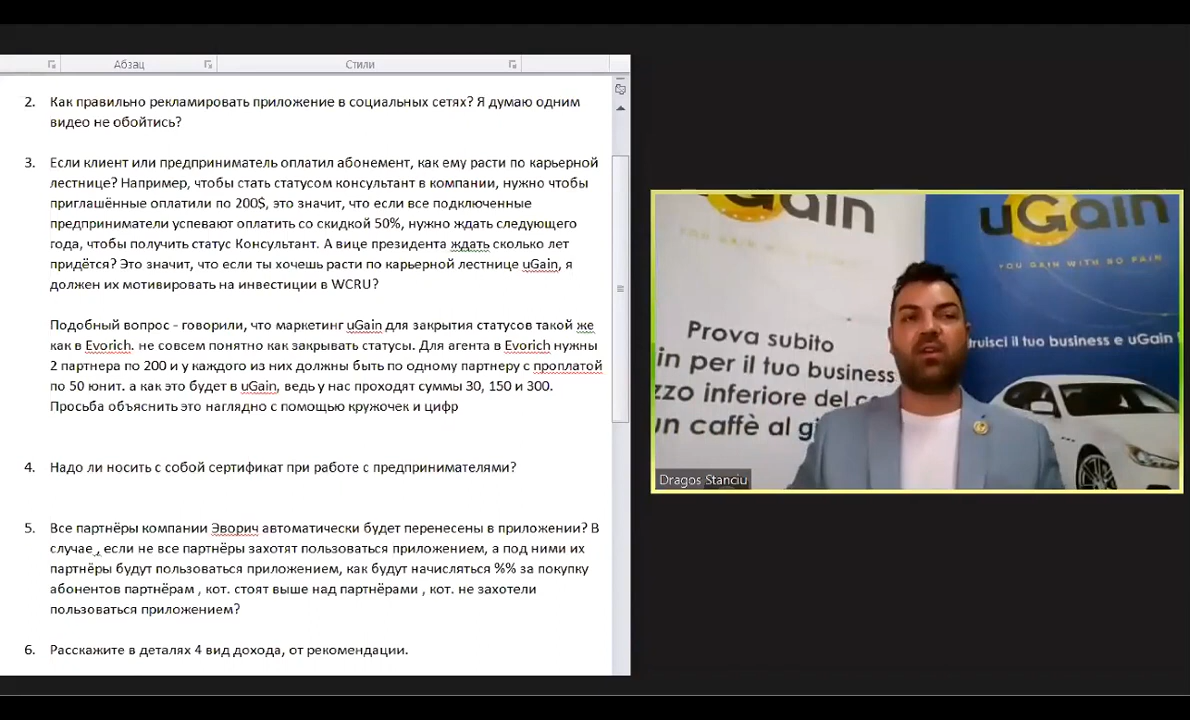 Абзац
Стили
2. Как правильно рекламировать приложение в социальных сетях? Я думаю одним
видео не обойтись?
3. Если клиент или предприниматель оплатил абонемент, как ему расти по карьерной
лестнице? Например, чтобы стать статусом консультант в компании, нужно чтобы
приглашённые оплатили по 200$, это значит, что если все подключенные
предприниматели успевают оплатить со скидкой 50%, нужно ждать следующего
года, чтобы получить статус Консультант. А вице президента ждать сколько лет
придётся? Это значит, что если ты хочешь расти по карьерной лестнице uGain, я
должен их мотивировать на инвестиции в WCRU?
Подобный вопрос - говорили, что маркетинг uGain для закрытия статусов такой же
как в Evorich. не совсем понятно как закрывать статусы. Для агента в Evorich нужны
2 партнера по 200 и у каждого из них должны быть по одному партнеру с проплатой
по 50 юнит. а как это будет в uGain, ведь у нас проходят суммы 30, 150 и 300.
Просьба объяснить это наглядно с помощью кружочек и цифр
4. Надо ли носить с собой сертификат при работе с предпринимателями?
5. Все партнёры компании Эворич автоматически будет перенесены в приложении? В
случае , если не все партнёры захотят пользоваться приложением, а под ними их
партнёры будут пользоваться приложением, как будут начисляться %% за покупку
абонентов партнёрам , кот. стоят выше над партнёрами , кот. не захотели
пользоваться приложением?
6. Расскажите в деталях 4 вид дохода, от рекомендации.
Gain
uGain
YOU GAIN WITH NO PAIN
Prova subito
in per il tuo business
zzo inferiore del
un caffè al
truisci il tuo business e uGain
Dragos Stanciu